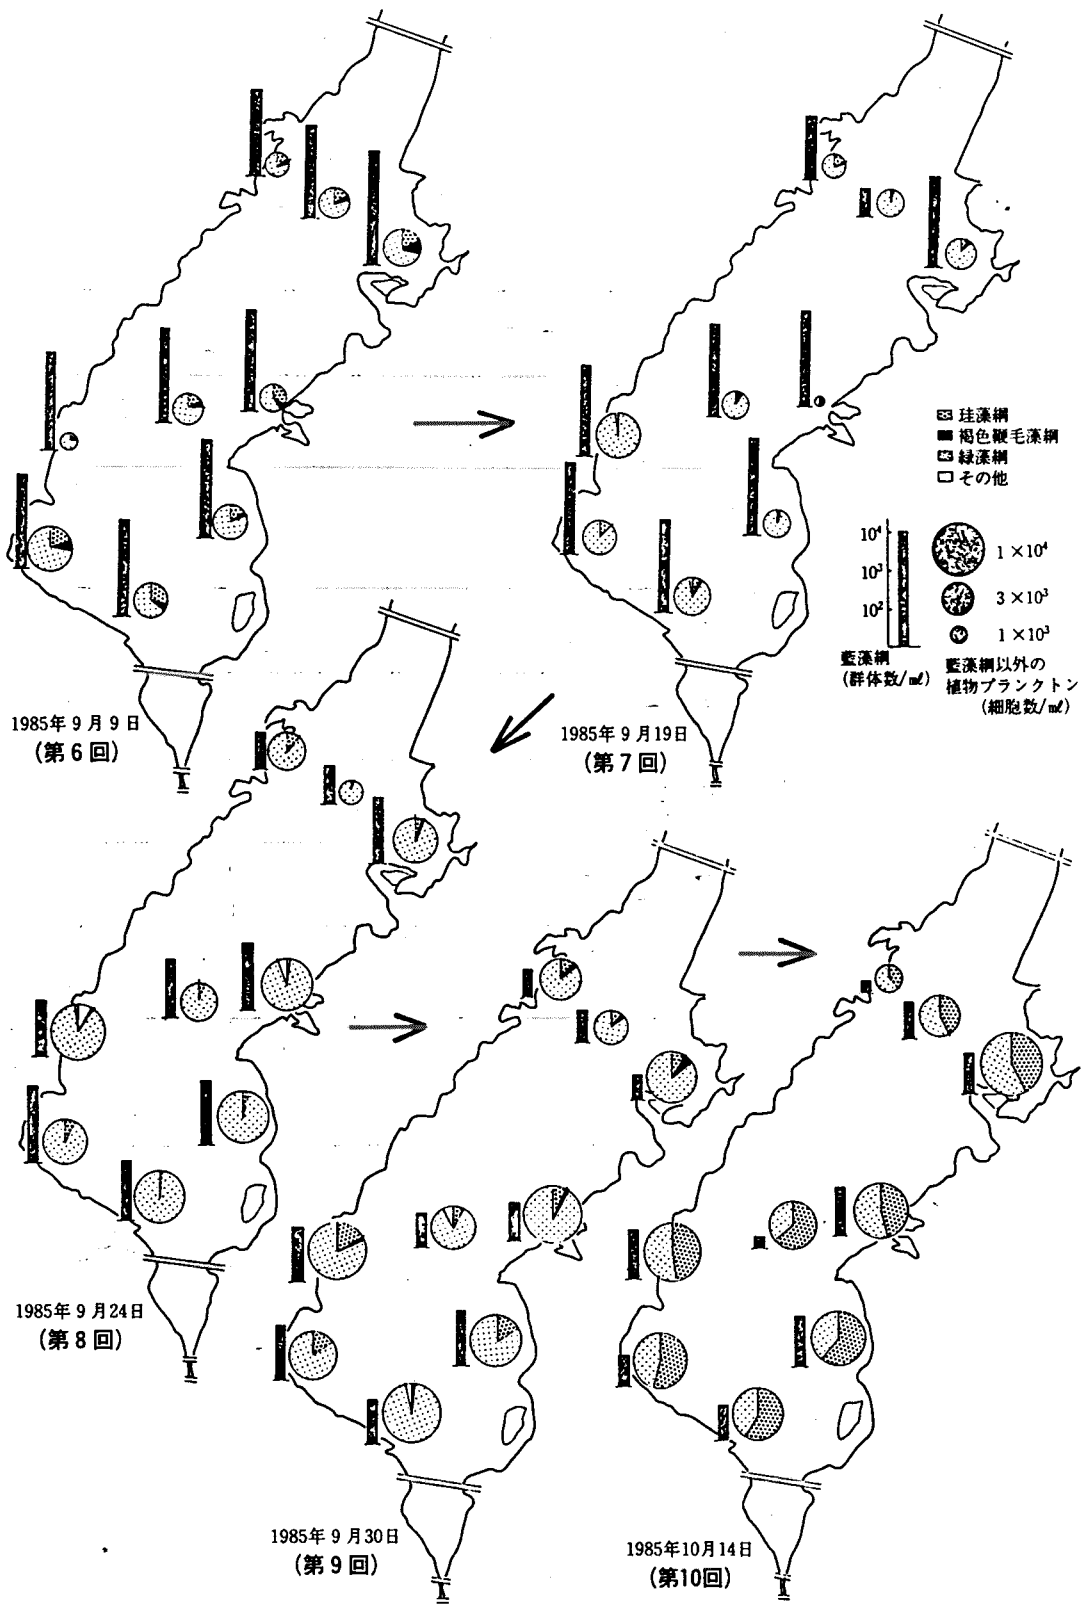 珪藻綱
褐色鞭毛藻綱
緑藻綱
その他
10⁴
10³
10²
1×10⁴
3×10³
1×10³
藍藻綱
(群体数/㎖)
藍藻綱以外の
植物プランクトン
(細胞数/㎖)
1985年9月9日
(第6回)
1985年9月19日
(第7回)
1985年9月24日
(第8回)
1985年9月30日
(第9回)
1985年10月14日
(第10回)